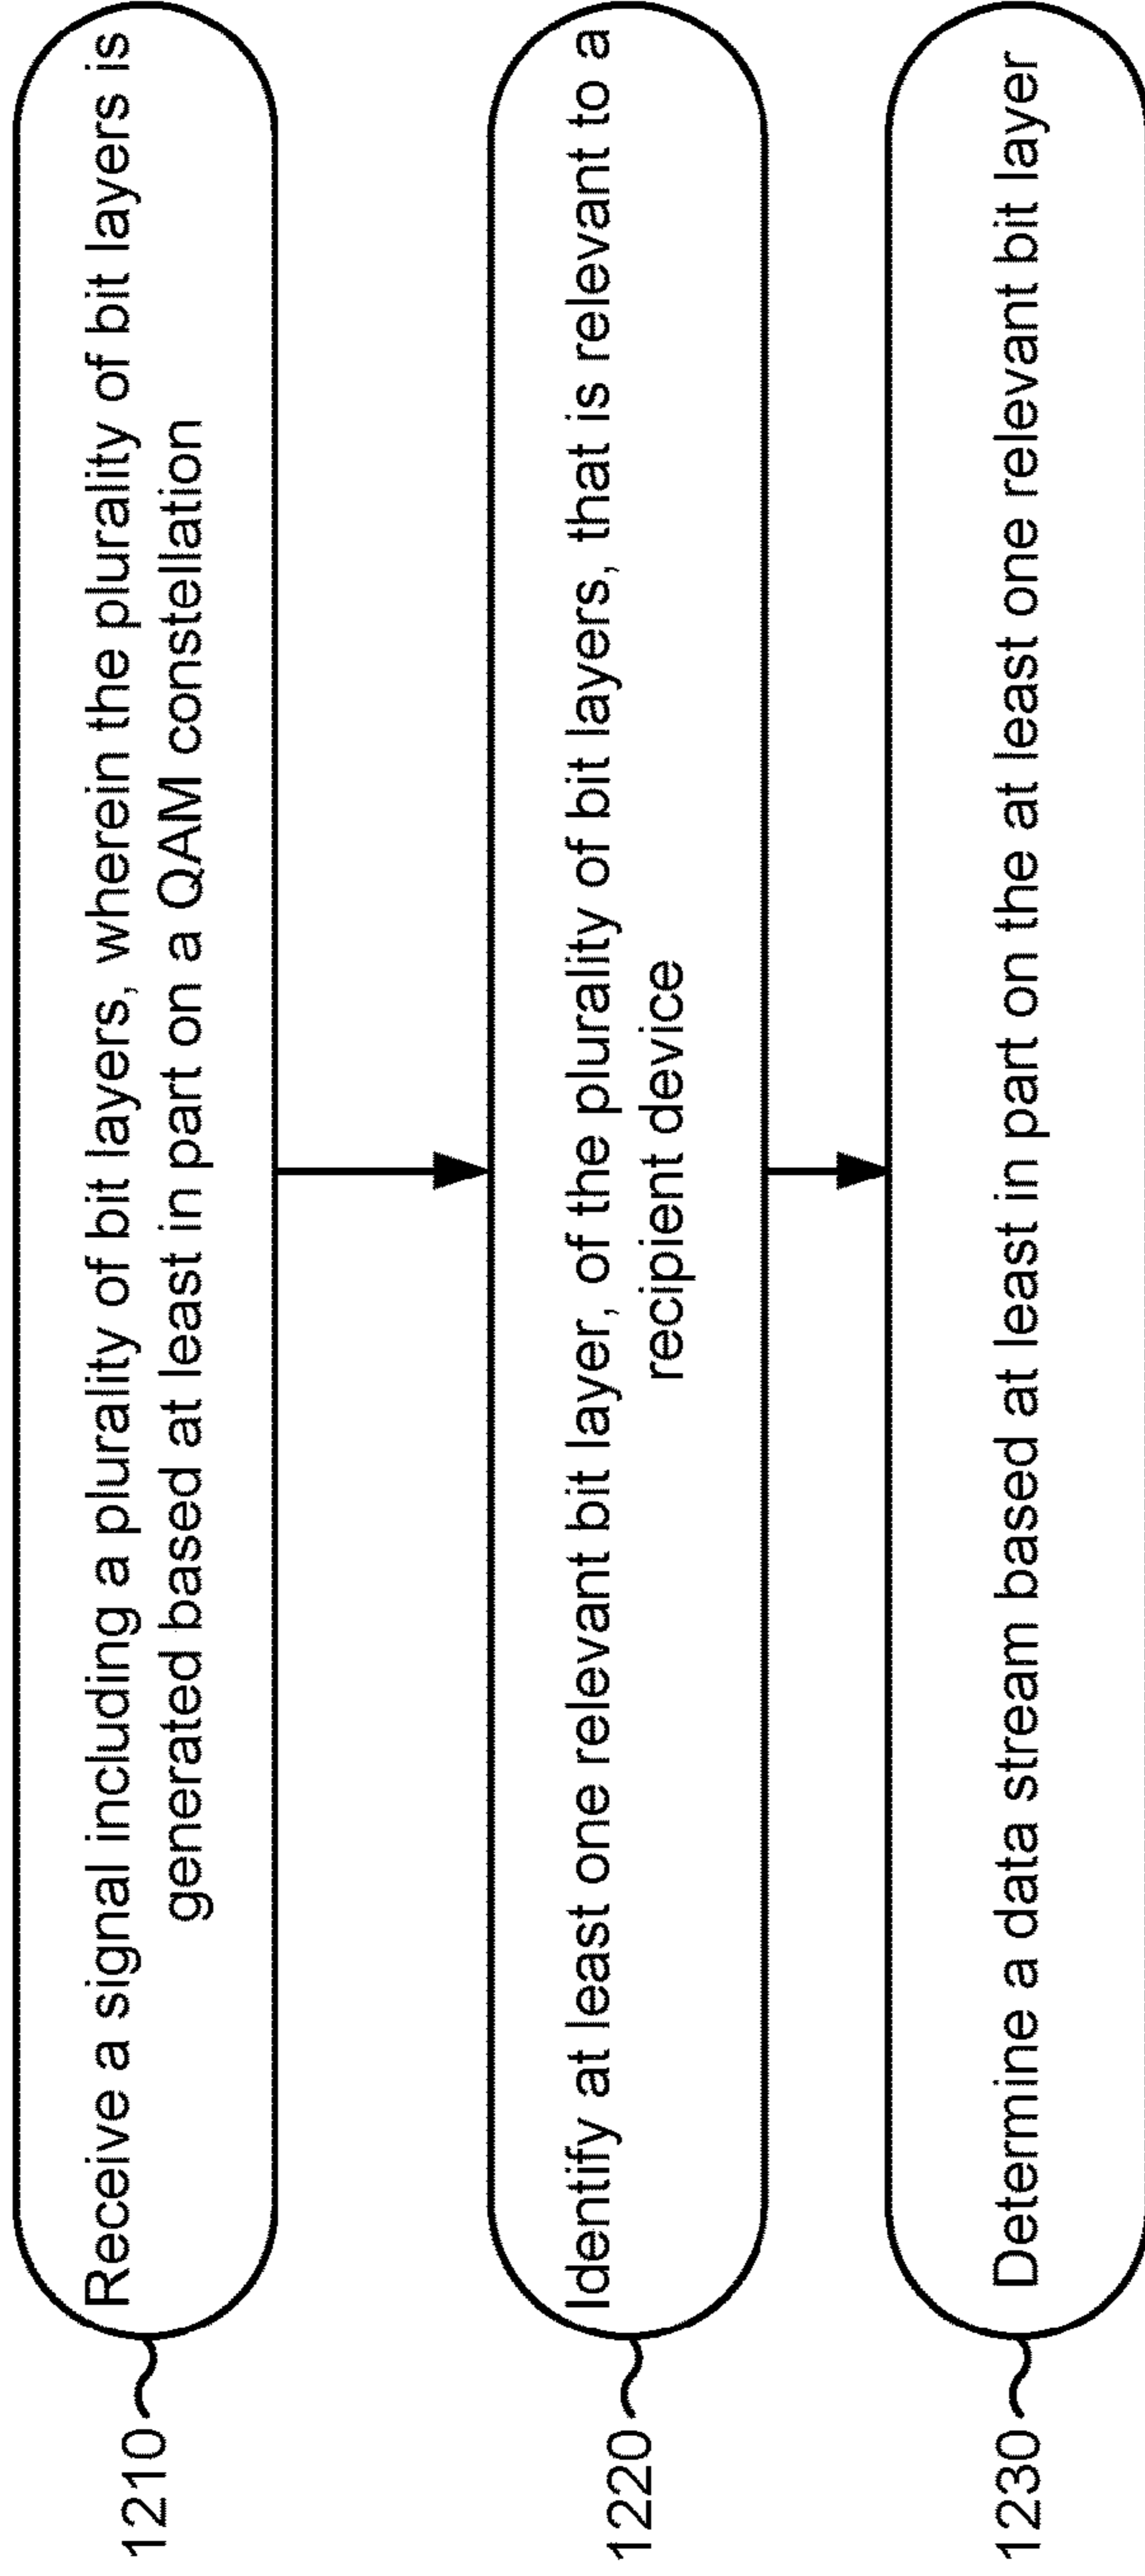 1210
Receive a signal including a plurality of bit layers, wherein the plurality of bit layers is
generated based at least in part on a QAM constellation
1220
Identify at least one relevant bit layer, of the plurality of bit layers, that is relevant to a
recipient device
1230
Determine a data stream based at least in part on the at least one relevant bit layer